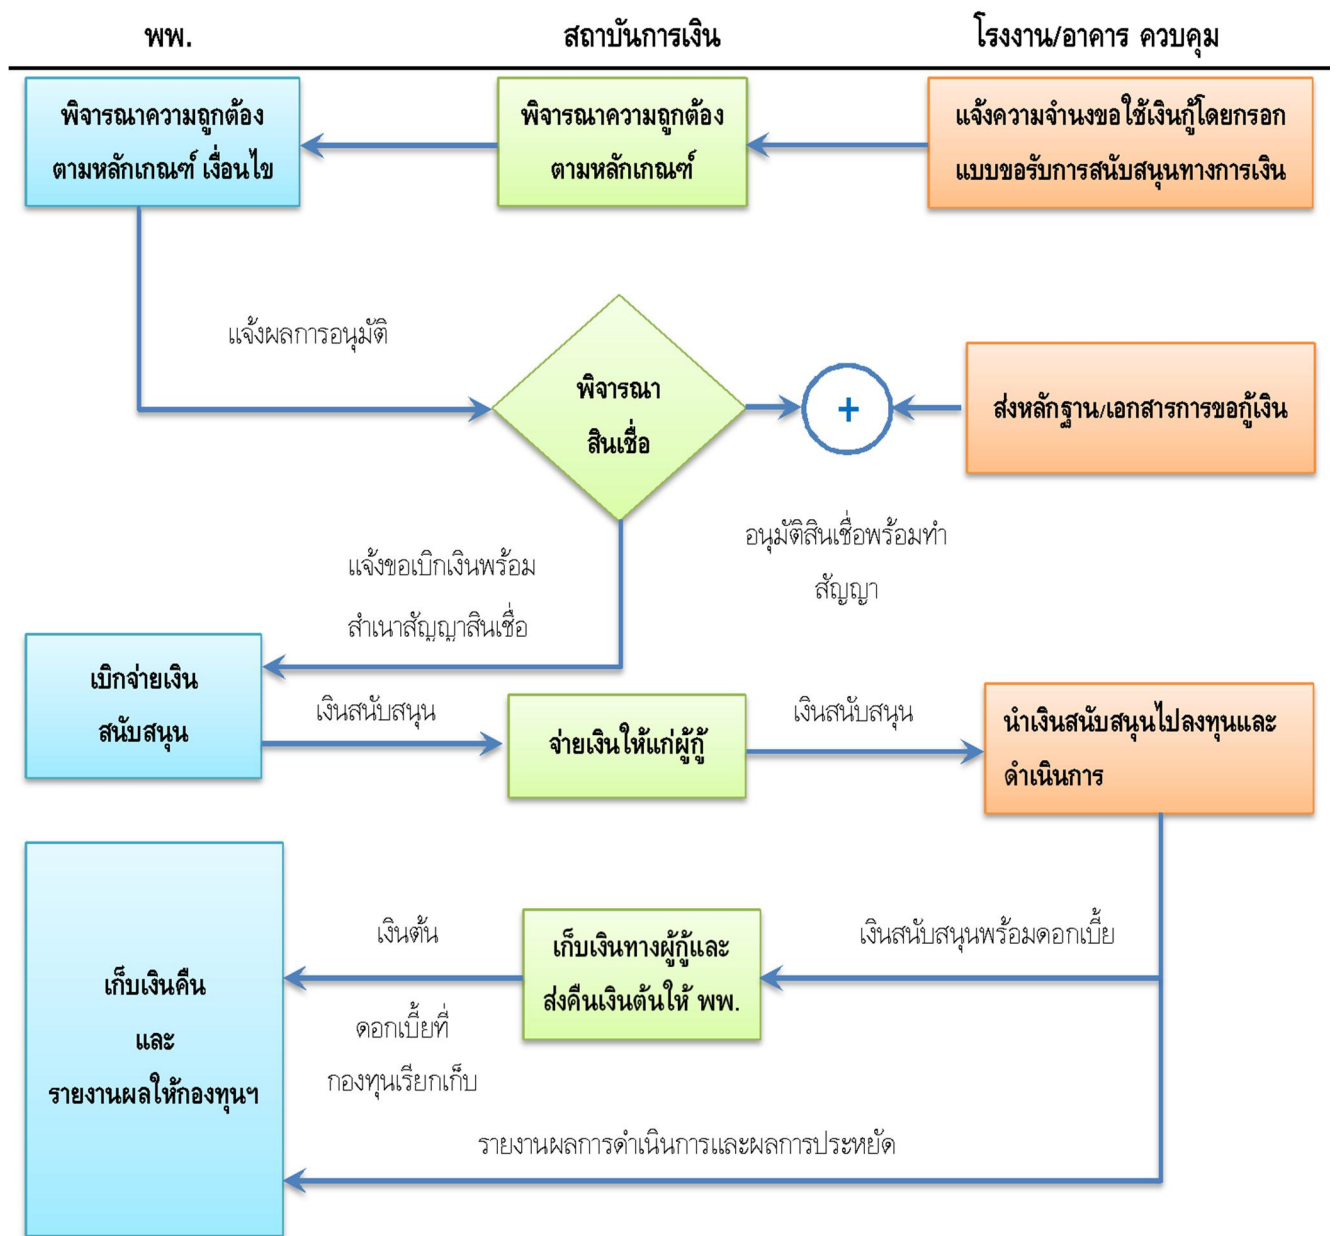 พพ.
สถาบันการเงิน
โรงงาน/อาคาร ควบคุม
พิจารณาความถูกต้อง
ตามหลักเกณฑ์ เงื่อนไข
พิจารณาความถูกต้อง
ตามหลักเกณฑ์
แจ้งความจำนงขอใช้เงินกู้โดยกรอก
แบบขอรับการสนับสนุนทางการเงิน
แจ้งผลการอนุมัติ
พิจารณา
สินเชื่อ
+
ส่งหลักฐาน/เอกสารการขอกู้เงิน
อนุมัติสินเชื่อพร้อมทำ
สัญญา
แจ้งขอเบิกเงินพร้อม
สำเนาสัญญาสินเชื่อ
เบิกจ่ายเงิน
สนับสนุน
เงินสนับสนุน
จ่ายเงินให้แก่ผู้กู้
เงินสนับสนุน
นำเงินสนับสนุนไปลงทุนและ
ดำเนินการ
เก็บเงินคืน
และ
รายงานผลให้กองทุนฯ
เงินต้น
ดอกเบี้ยที่
กองทุนเรียกเก็บ
เก็บเงินทางผู้กู้และ
ส่งคืนเงินต้นให้ พพ.
เงินสนับสนุนพร้อมดอกเบี้ย
รายงานผลการดำเนินการและผลการประหยัด